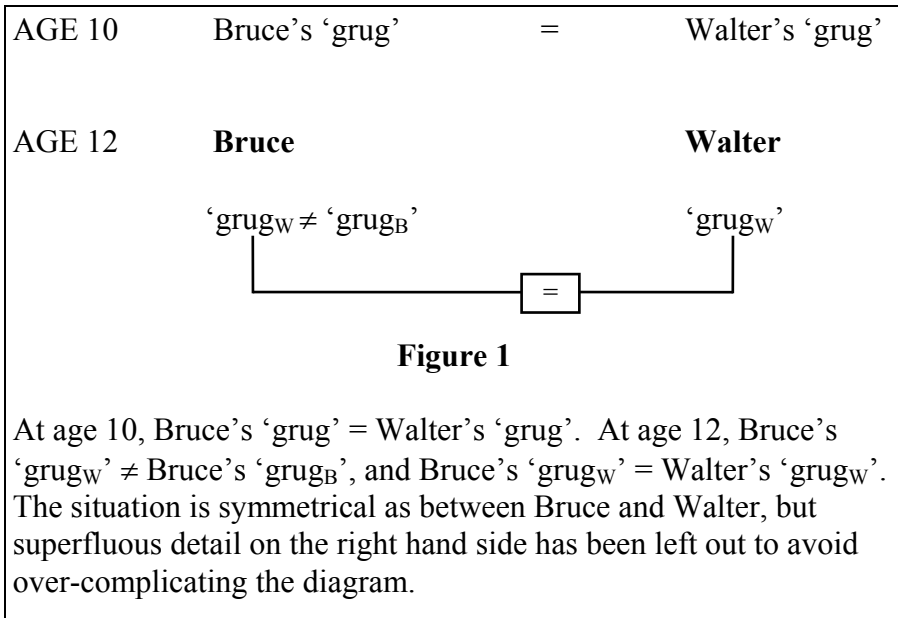 AGE 10 Bruce’s ‘grug’ = Walter’s ‘grug’
AGE 12 Bruce Walter
‘grugW ≠ ‘grugB’ ‘grugW’
=
Figure 1
At age 10, Bruce’s ‘grug’ = Walter’s ‘grug’. At age 12, Bruce’s
‘grugW’ ≠ Bruce’s ‘grugB’, and Bruce’s ‘grugW’ = Walter’s ‘grugW’.
The situation is symmetrical as between Bruce and Walter, but
superfluous detail on the right hand side has been left out to avoid
over-complicating the diagram.